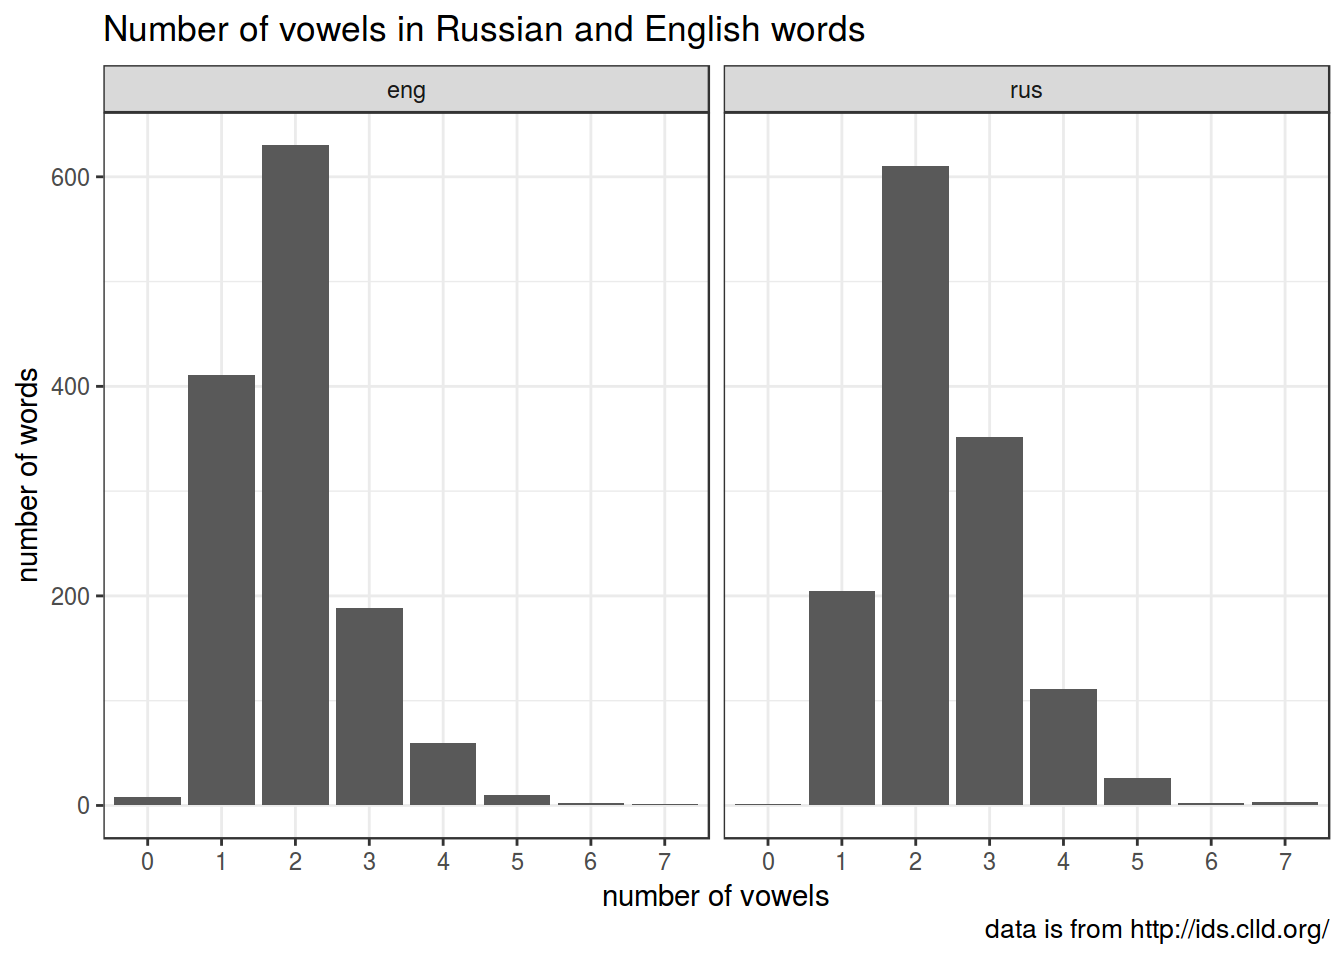 Number of vowels in Russian and English words
eng
rus
600
400
200
0
number of words
0 1 2 3 4 5 6 7
0 1 2 3 4 5 6 7
number of vowels
data is from http://ids.clld.org/